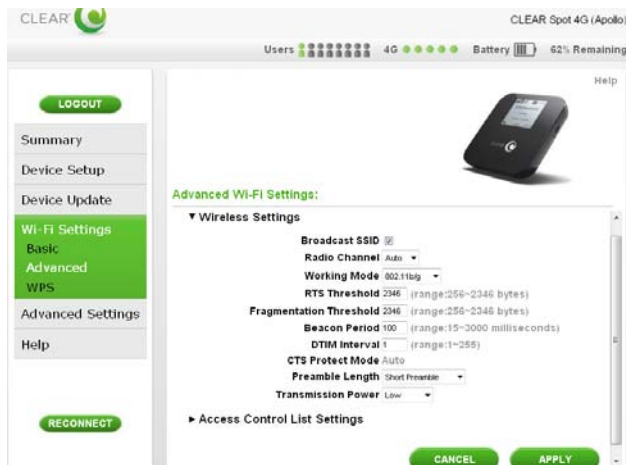 CLEAR
CLEAR Spot 4G (Apollo)
Users 4G Battery 62% Remaining
Help
LOGOUT
Summary
Device Setup
Device Update
Wi-Fi Settings
Basic
Advanced
WPS
Advanced Settings
Help
RECONNECT
Advanced Wi-Fi Settings:
▼ Wireless Settings
Broadcast SSID
Radio Channel Auto
Working Mode 802.11b/g
RTS Threshold 2346 (range:256~2346 bytes)
Fragmentation Threshold 2346 (range:256~2346 bytes)
Beacon Period 100 (range:15~3000 milliseconds)
DTIM Interval 1 (range:1~255)
CTS Protect Mode Auto
Preamble Length Short Preamble
Transmission Power Low
► Access Control List Settings
CANCEL APPLY